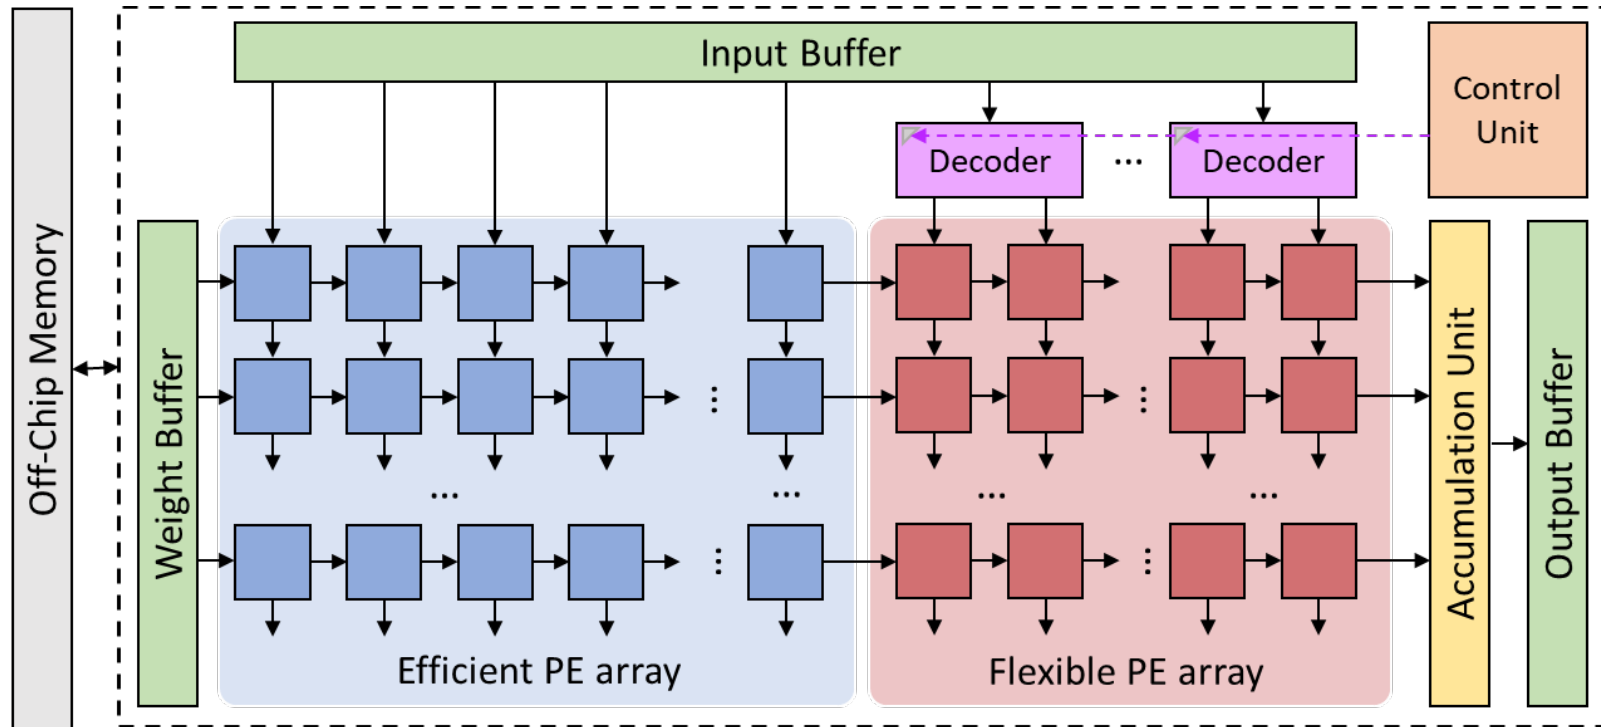 Input Buffer
Control
Unit
Decoder
...
Decoder
Off-Chip Memory
Weight Buffer
Accumulation Unit
Output Buffer
Efficient PE array
Flexible PE array